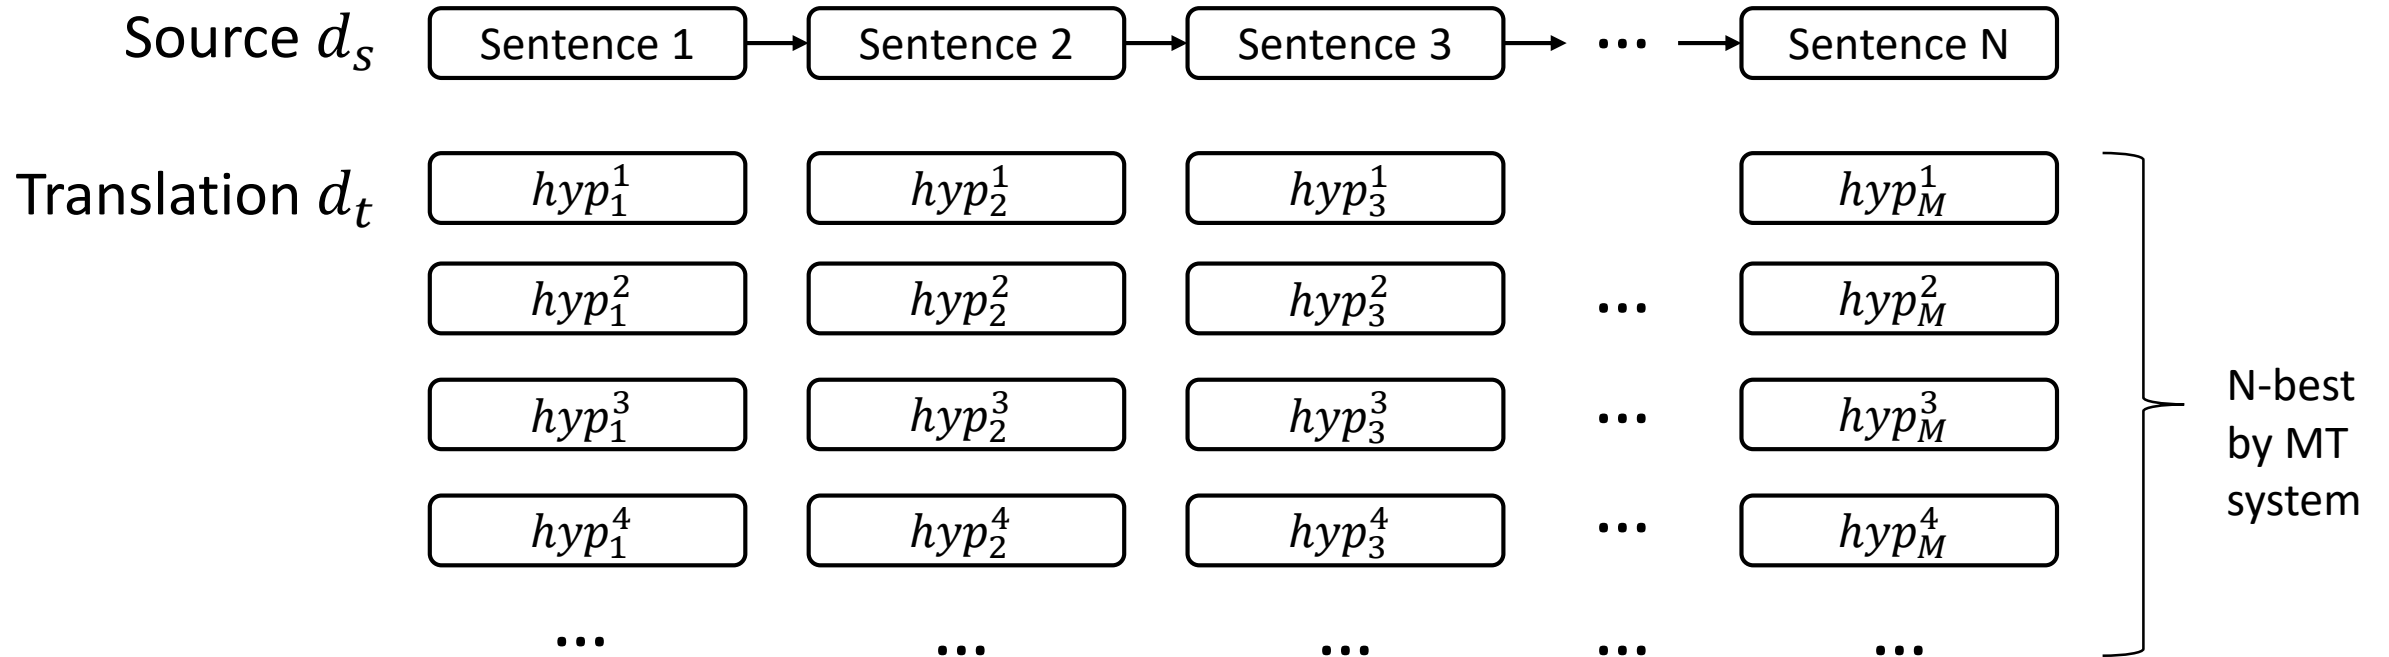 Source d_s Sentence 1 Sentence 2 Sentence 3 ... Sentence N
Translation d_t hyp_1^1 hyp_2^1 hyp_3^1 hyp_M^1
hyp_1^2 hyp_2^2 hyp_3^2 ... hyp_M^2
hyp_1^3 hyp_2^3 hyp_3^3 ... hyp_M^3
hyp_1^4 hyp_2^4 hyp_3^4 ... hyp_M^4
... ... ... ... ...
N-best
by MT
system